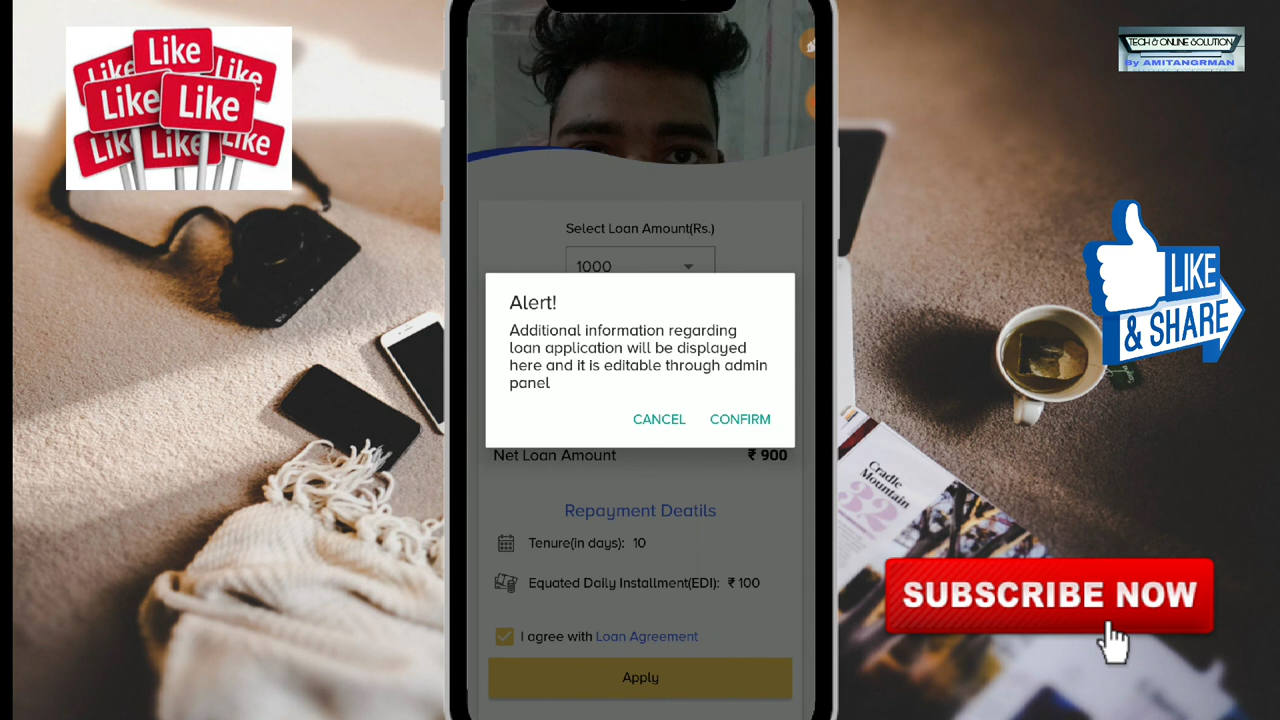 Like
Like
Like
Like
Like
Like
Like
Like
TECH & ONLINE SOLUTION
By AMITANGRMAN
Select Loan Amount(Rs.)
1000
Alert!
Additional information regarding
loan application will be displayed
here and it is editable through admin
panel
CANCEL CONFIRM
Net Loan Amount ₹ 900
Repayment Deatils
Tenure(in days): 10
Equated Daily Installment(EDI): ₹ 100
I agree with Loan Agreement
Apply
LIKE
& SHARE
Cradle
Mountain
32
SUBSCRIBE NOW